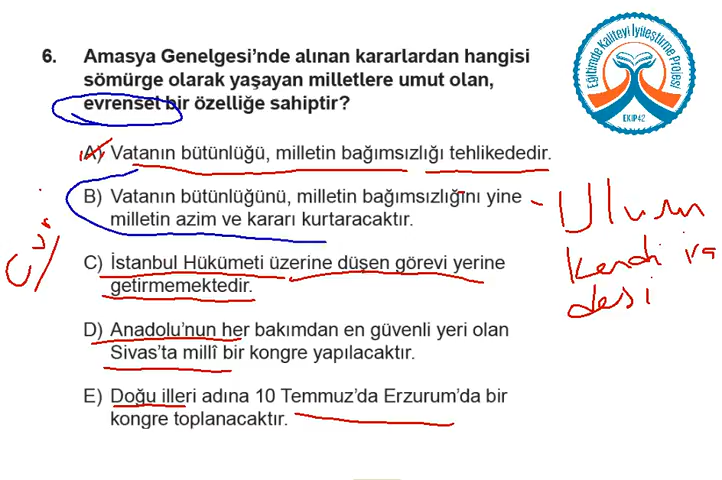 Eğitimde Kaliteyi İyileştirme Projesi
EKIP42
6. Amasya Genelgesi'nde alınan kararlardan hangisi
sömürge olarak yaşayan milletlere umut olan,
evrensel bir özelliğe sahiptir?
A) Vatanın bütünlüğü, milletin bağımsızlığı tehlikededir.
B) Vatanın bütünlüğünü, milletin bağımsızlığını yine
milletin azim ve kararı kurtaracaktır.
C) İstanbul Hükümeti üzerine düşen görevi yerine
getirmemektedir.
D) Anadolu'nun her bakımdan en güvenli yeri olan
Sivas'ta millî bir kongre yapılacaktır.
E) Doğu illeri adına 10 Temmuz'da Erzurum'da bir
kongre toplanacaktır.
Ulusun
kendi ira
desi